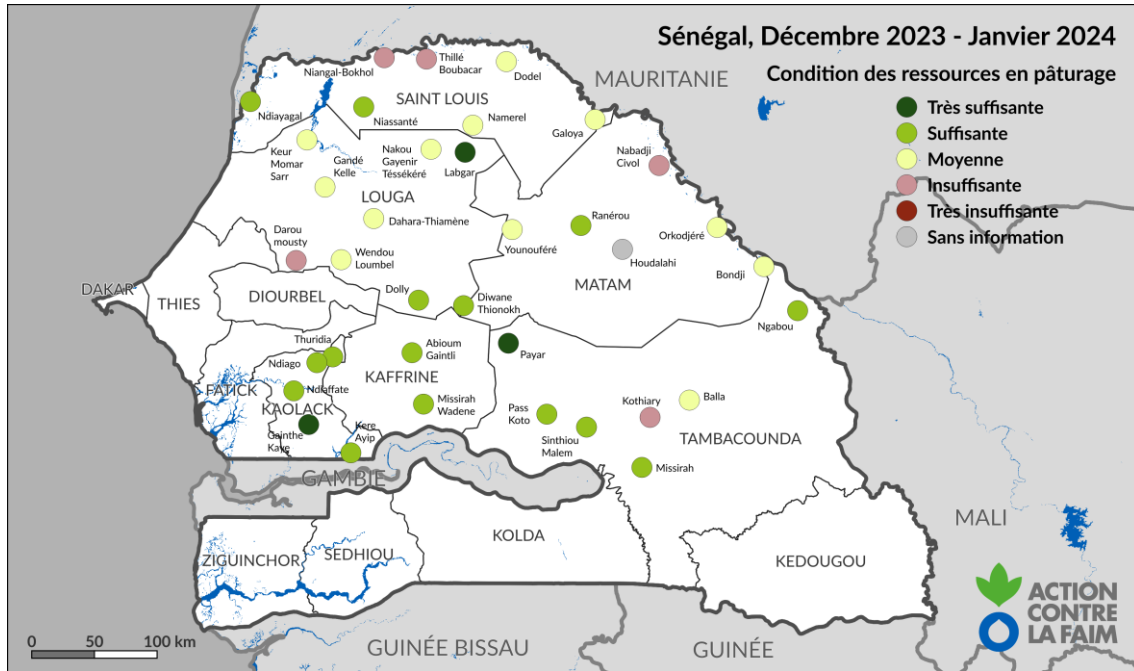 Sénégal, Décembre 2023 - Janvier 2024
Condition des ressources en pâturage
Très suffisante
Suffisante
Moyenne
Insuffisante
Très insuffisante
Sans information
MAURITANIE
Niangal-Bokhol
Thillé
Boubacar
Dodel
SAINT LOUIS
Ndiayagal
Niassanté
Namerel
Galoya
Keur
Momar
Sarr
Gandé
Kelle
Nakou
Gayenir
Téssékéré
Labgar
Nabadji
Civol
LOUGA
Dahara-Thiamène
Ranérou
Orkodjéré
Younouféré
Houdalahi
Darou
mousty
Wendou
Loumbel
Bondji
MATAM
DAKAR
THIES
DIOURBEL
Dolly
Diwane
Thionokh
Ngabou
Thuridia
Ndiago
Abioum
Gaintli
Payar
KAFFRINE
FATICK
Ndiaffate
KAOLACK
Missirah
Wadene
Pass
Koto
Kothiary
Balla
Gainthe
Kaye
Kere
Ayip
Sinthiou
Malem
TAMBACOUNDA
Missirah
GAMBIE
MALI
KOLDA
ZIGUINCHOR
SEDHIOU
KEDOUGOU
GUINÉE BISSAU
GUINÉE
0 50 100 km
ACTION
CONTRE
LA FAIM